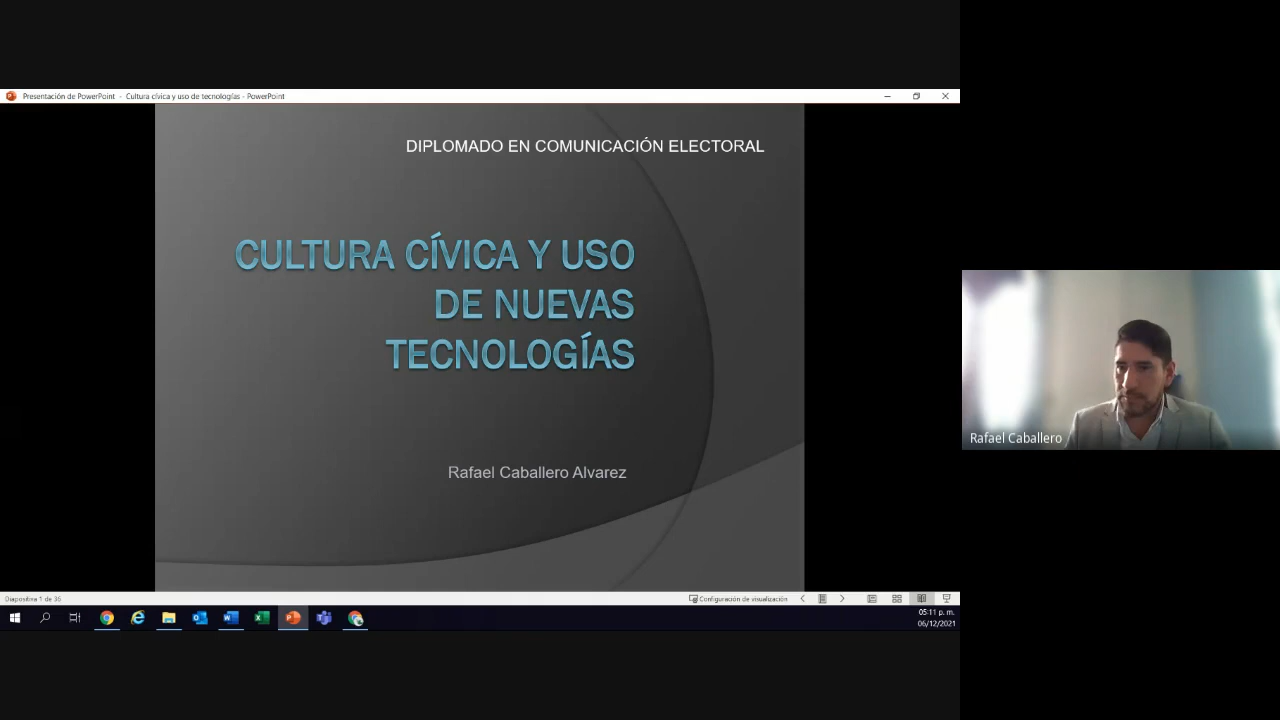 Presentación de PowerPoint - Cultura cívica y uso de tecnologías - PowerPoint
DIPLOMADO EN COMUNICACIÓN ELECTORAL
CULTURA CÍVICA Y USO
DE NUEVAS
TECNOLOGÍAS
Rafael Caballero Alvarez
Rafael Caballero
Diapositiva 1 de 36
Configuración de visualización
05:11 p. m.
06/12/2021